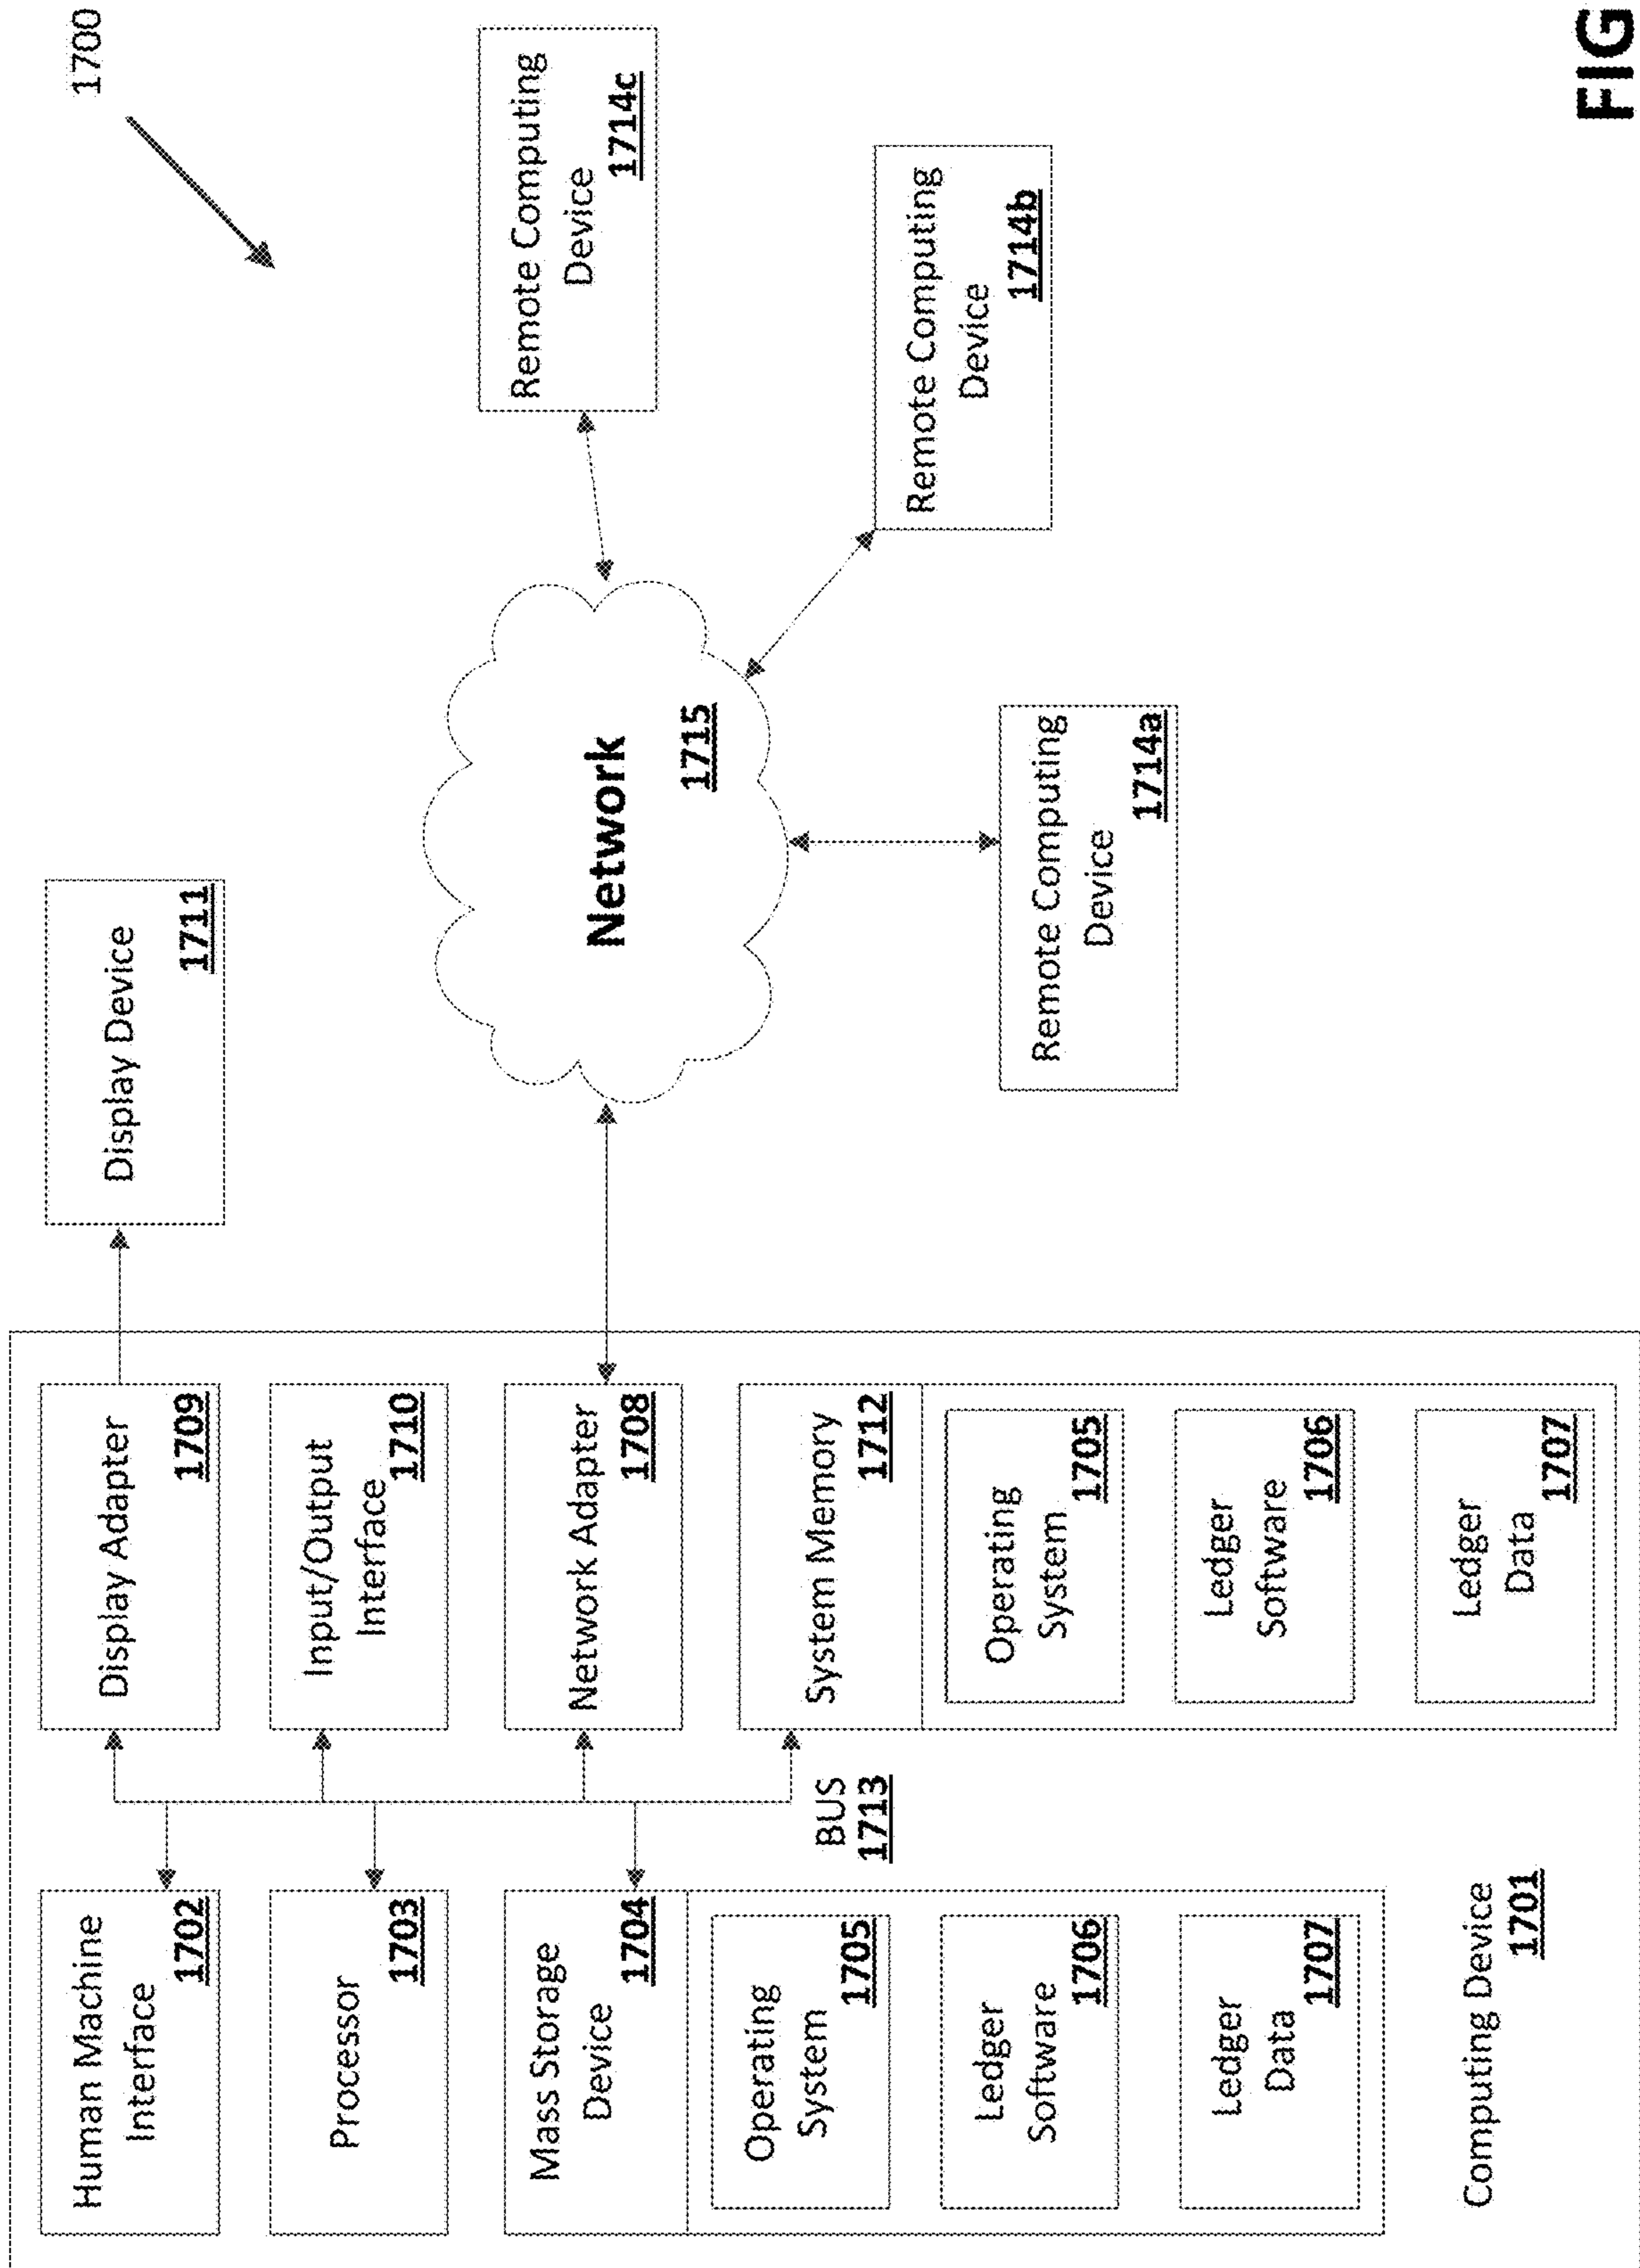 1700
Human Machine
Interface
1702
Processor
1703
Mass Storage
Device
1704
Operating
System
1705
Ledger
Software
1706
Ledger
Data
1707
Computing Device
1701
BUS
1713
Display Adapter
1709
Input/Output
Interface
1710
Network Adapter
1708
System Memory
1712
Operating
System
1705
Ledger
Software
1706
Ledger
Data
1707
Display Device
1711
Network
1715
Remote Computing
Device
1714a
Remote Computing
Device
1714b
Remote Computing
Device
1714c
FIG